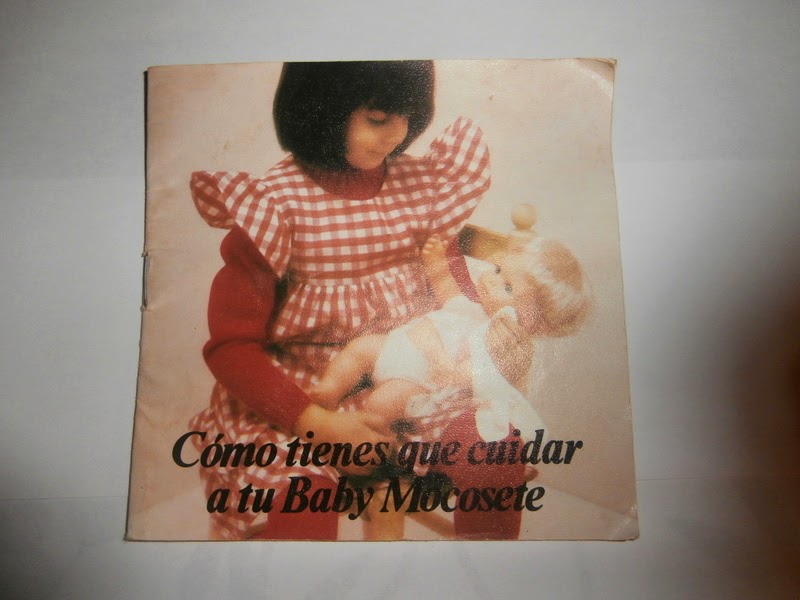 Cómo tienes que cuidar
a tu Baby Mocosete